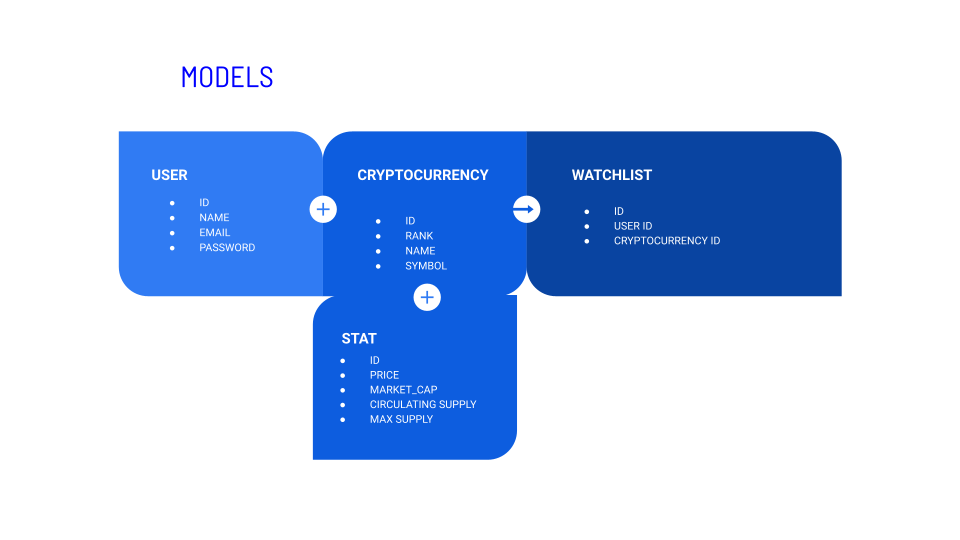 MODELS
USER
● ID
● NAME
● EMAIL
● PASSWORD
CRYPTOCURRENCY
● ID
● RANK
● NAME
● SYMBOL
WATCHLIST
● ID
● USER ID
● CRYPTOCURRENCY ID
STAT
● ID
● PRICE
● MARKET_CAP
● CIRCULATING SUPPLY
● MAX SUPPLY